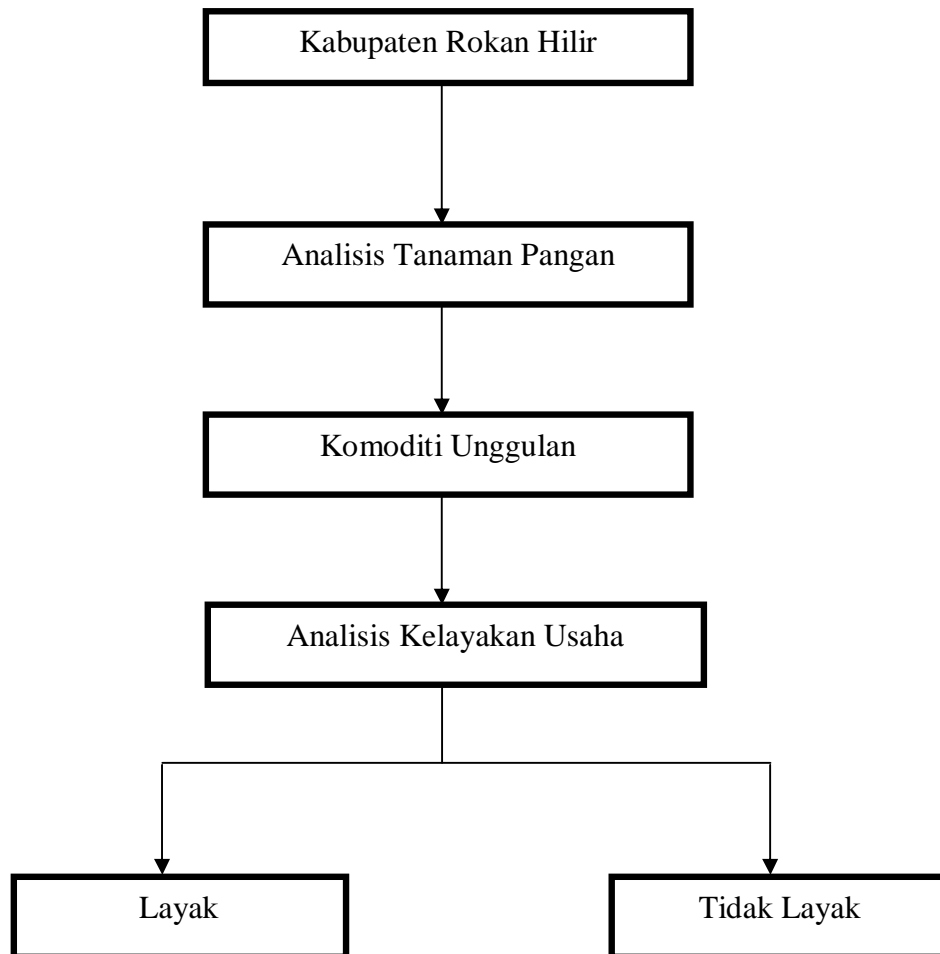 Kabupaten Rokan Hilir
Analisis Tanaman Pangan
Komoditi Unggulan
Analisis Kelayakan Usaha
Layak
Tidak Layak